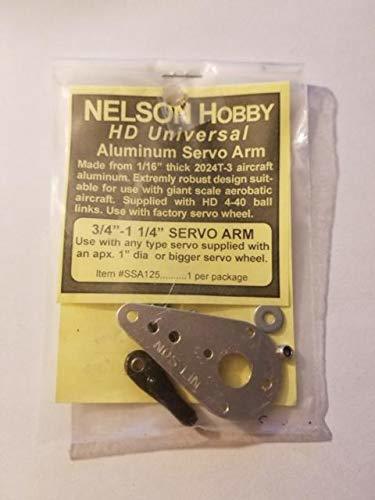 NELSON HOBBY
HD Universal
Aluminum Servo Arm
Made from 1/16" thick 2024T-3 aircraft
aluminum. Extremly robust design suit-
able for use with giant scale aerobatic
aircraft. Supplied with HD 4-40 ball
links. Use with factory servo wheel.
3/4"-1 1/4" SERVO ARM
Use with any type servo supplied with
an apx. 1" dia or bigger servo wheel.
Item #SSA125..........1 per package
NELSON